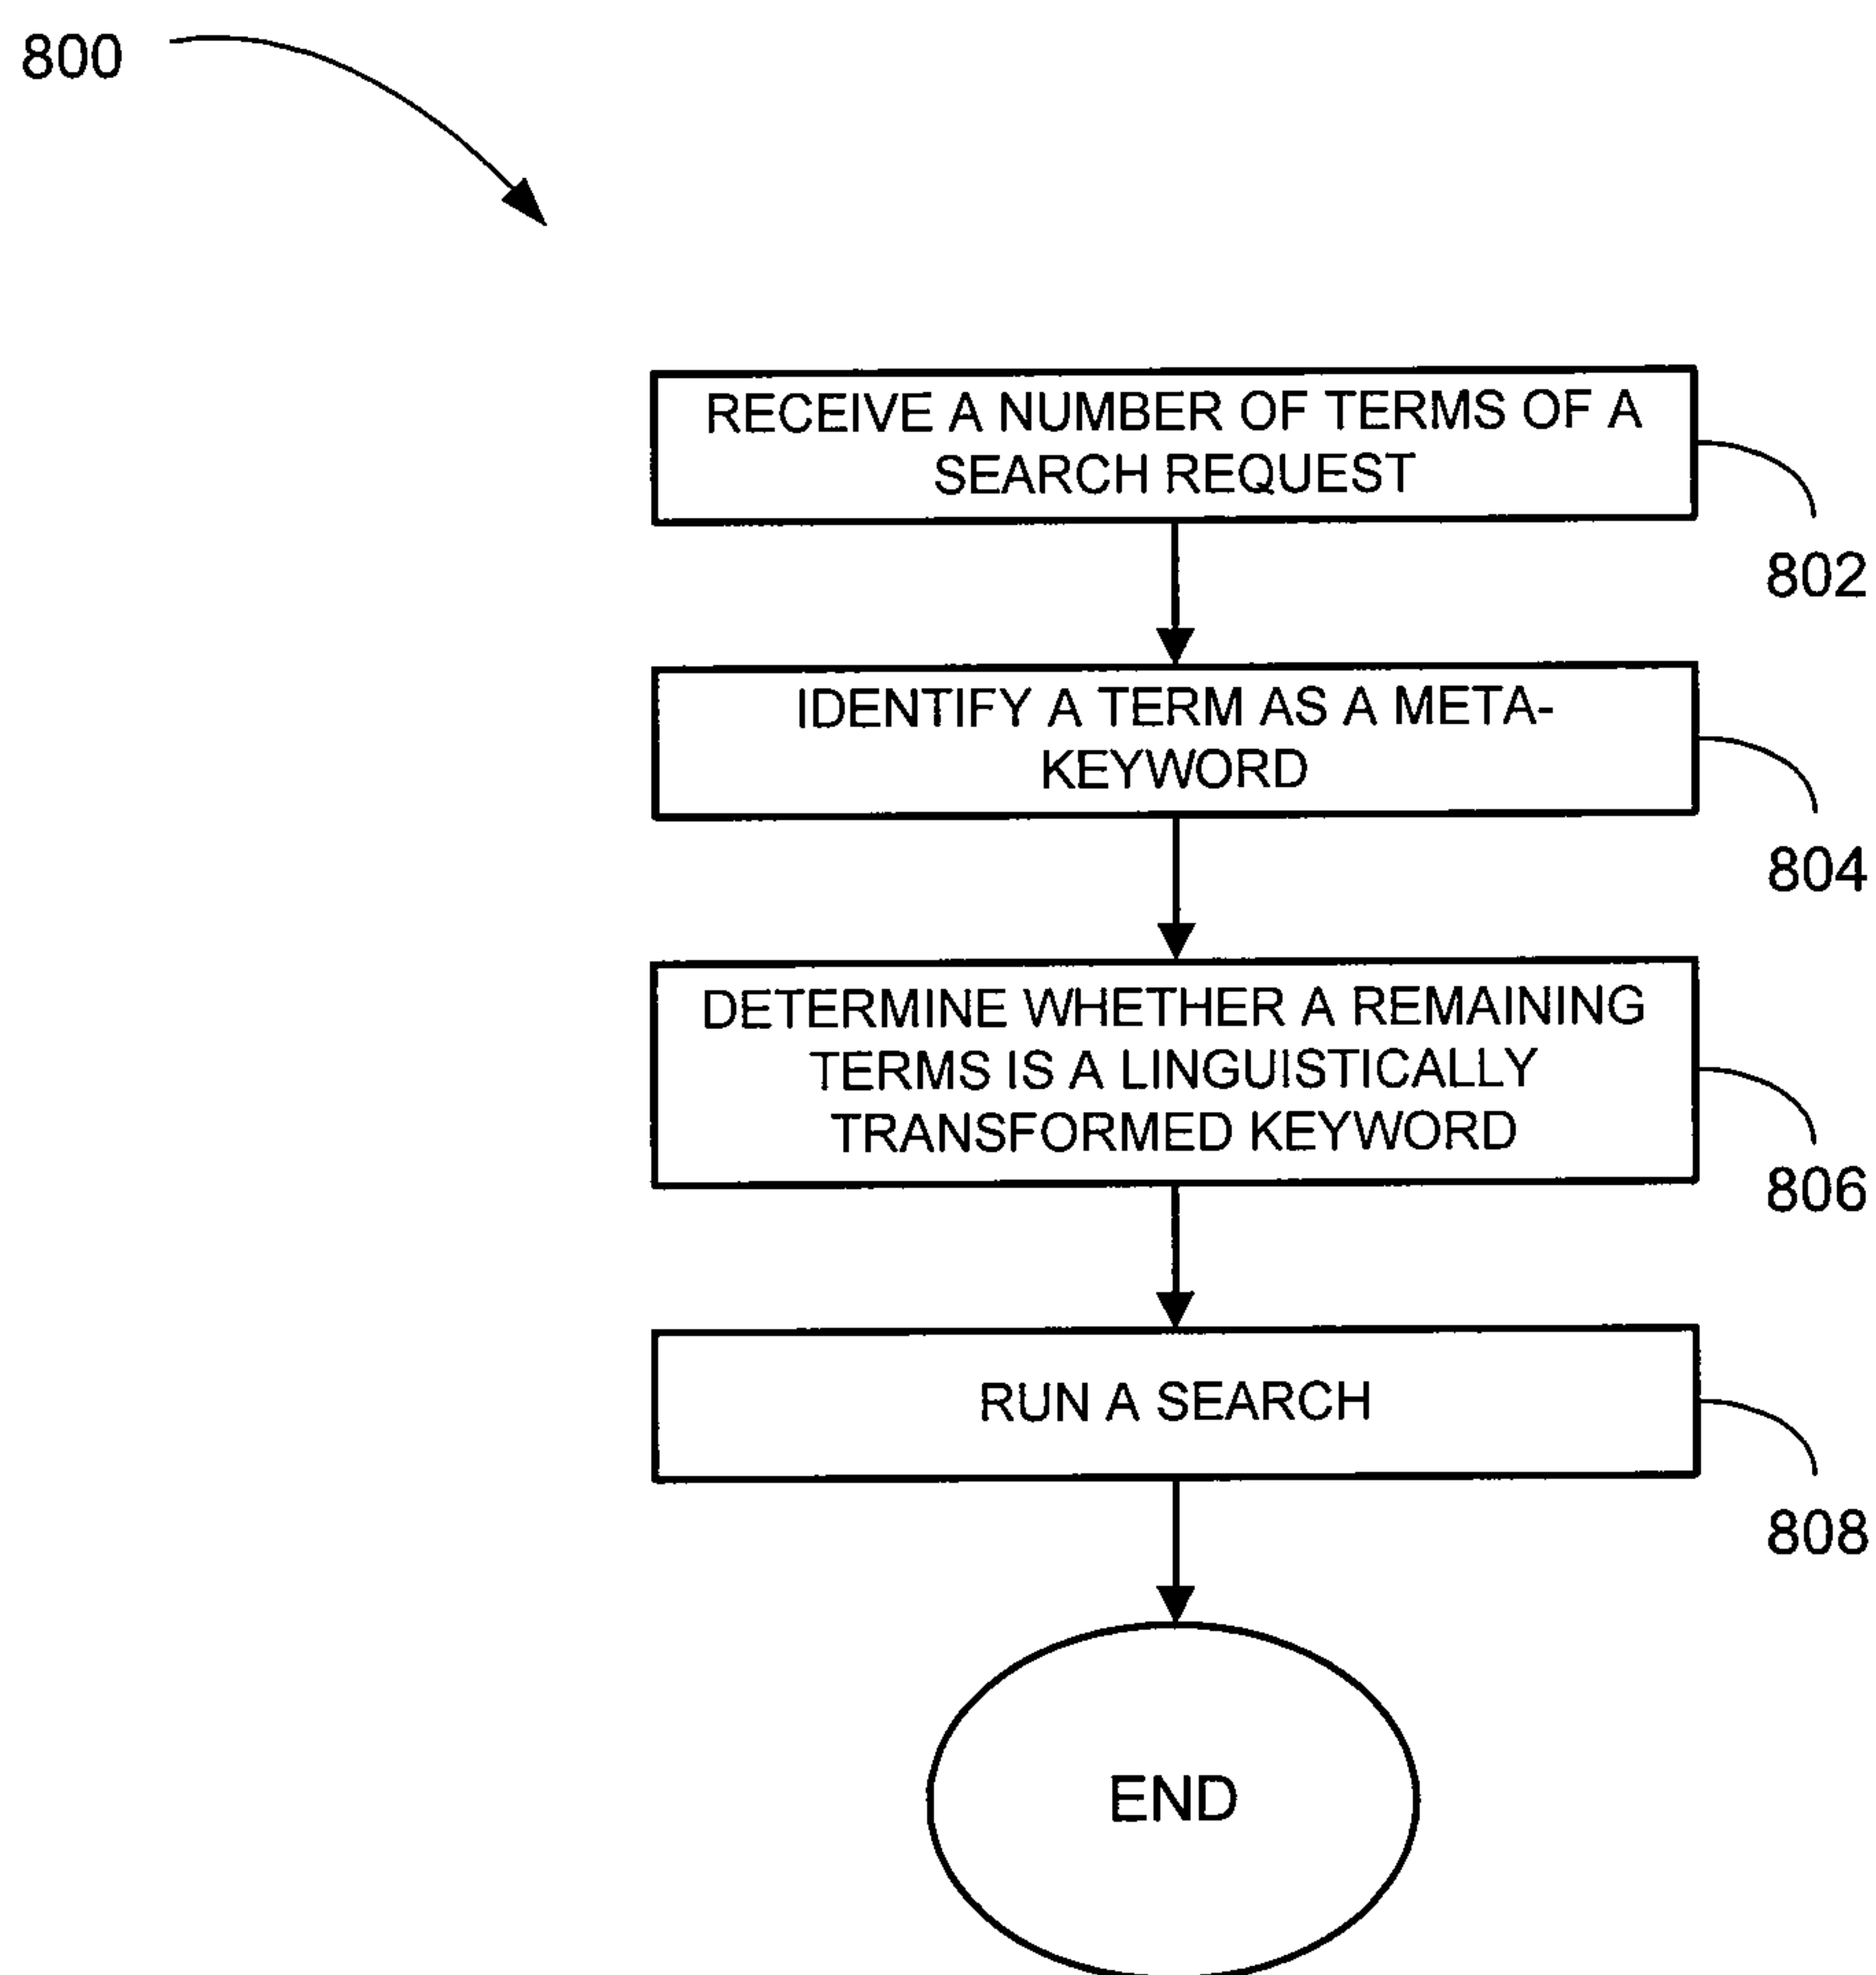 800
RECEIVE A NUMBER OF TERMS OF A
SEARCH REQUEST
802
IDENTIFY A TERM AS A META-
KEYWORD
804
DETERMINE WHETHER A REMAINING
TERMS IS A LINGUISTICALLY
TRANSFORMED KEYWORD
806
RUN A SEARCH
808
END